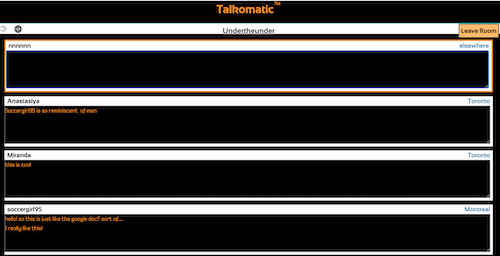 Talkomatic™
Undertheunder
Leave Room
nnnnnn
elsewhere
Anastasiya
Toronto
Soccergirl95 is so reminiscent of man
Miranda
Toronto
this is cool
soccergirl95
Montreal
hello! so this is just like the google doc? sort of....
I really like this!